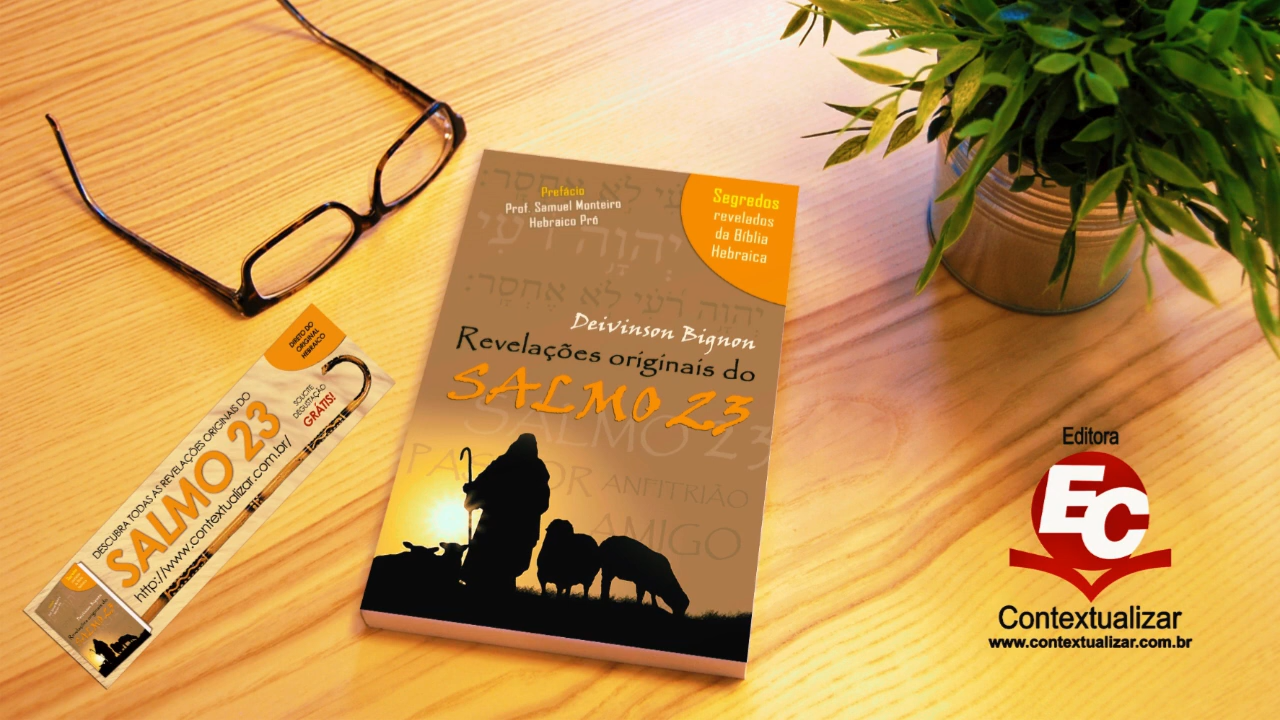 Prefácio
Prof. Samuel Monteiro
Hebraico Pró
Segredos
revelados
da Bíblia
Hebraica
יְהוָה רֹעִי
יְהוָה רֹעִי לֹא אֶחְסָר:
Deivinson Bignon
Revelações originais do
SALMO 23
SALMO 23
PASTOR ANFITRIÃO
AMIGO
DIRETO DO
ORIGINAL
HEBRAICO
SOLICITE
DEGUSTAÇÃO
GRÁTIS!
DESCUBRA TODAS AS REVELAÇÕES ORIGINAIS DO
SALMO 23
http://www.contextualizar.com.br/
Editora
EC
Contextualizar
www.contextualizar.com.br